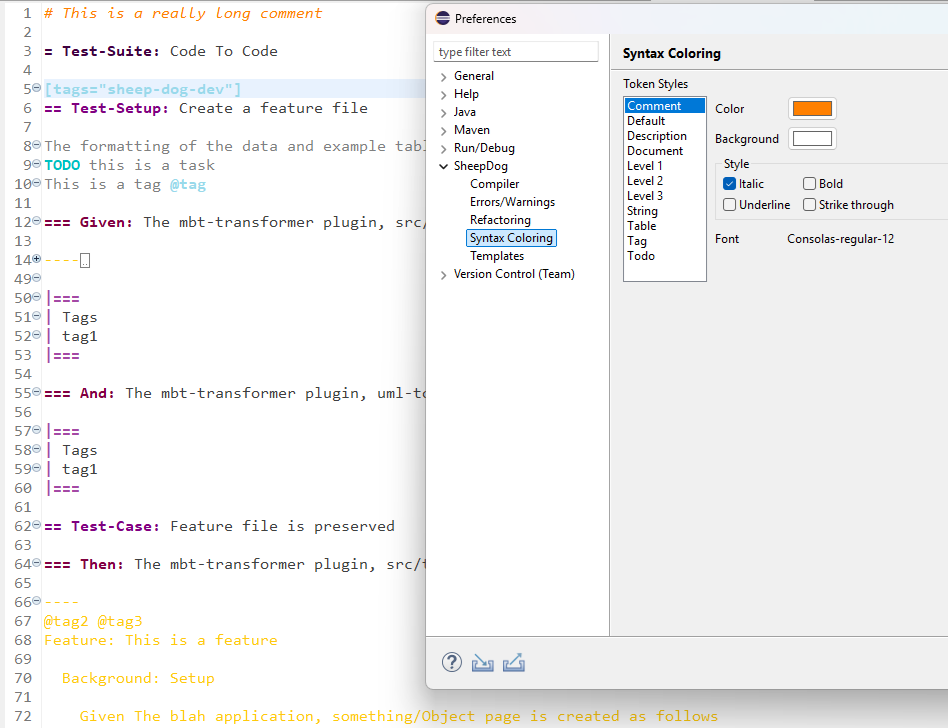 1 # This is a really long comment
2
3 = Test-Suite: Code To Code
4
5 [tags="sheep-dog-dev"]
6 == Test-Setup: Create a feature file
7
8 The formatting of the data and example tabl
9 TODO this is a task
10 This is a tag @tag
11
12 === Given: The mbt-transformer plugin, src/
13
14 ----..
49
50 |===
51 | Tags
52 | tag1
53 |===
54
55 === And: The mbt-transformer plugin, uml-to
56
57 |===
58 | Tags
59 | tag1
60 |===
61
62 == Test-Case: Feature file is preserved
63
64 === Then: The mbt-transformer plugin, src/t
65
66 ----
67 @tag2 @tag3
68 Feature: This is a feature
69
70 Background: Setup
71
72 Given The blah application, something/Object page is created as follows
Preferences
type filter text
General
Help
Java
Maven
Run/Debug
SheepDog
Compiler
Errors/Warnings
Refactoring
Syntax Coloring
Templates
Version Control (Team)
Syntax Coloring
Token Styles
Comment
Default
Description
Document
Level 1
Level 2
Level 3
String
Table
Tag
Todo
Color
Background
Style
Italic
Bold
Underline
Strike through
Font Consolas-regular-12
?